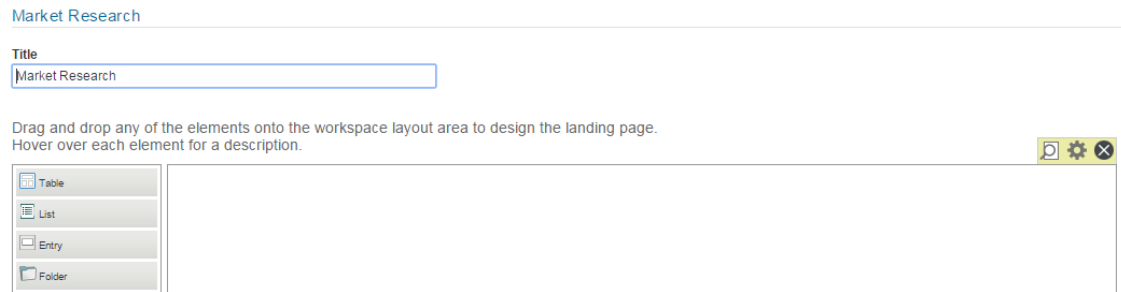 Market Research
Title
Market Research
Drag and drop any of the elements onto the workspace layout area to design the landing page.
Hover over each element for a description.
Table
List
Entry
Folder